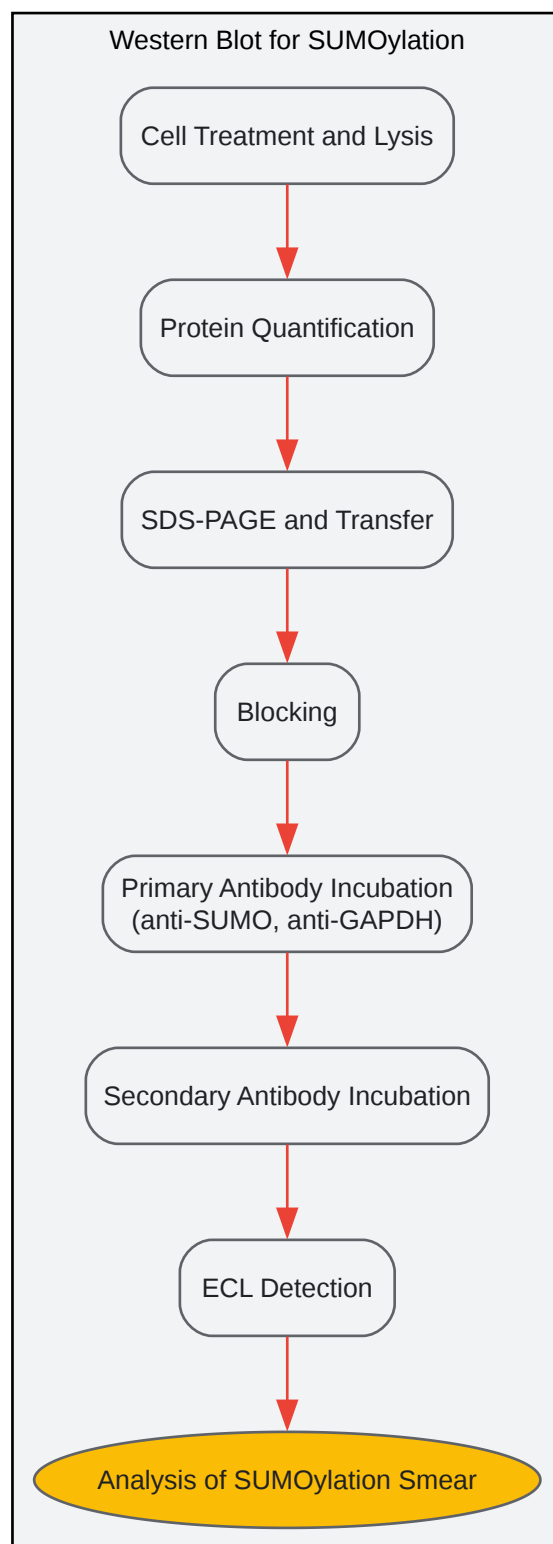 Western Blot for SUMOylation
Cell Treatment and Lysis
Protein Quantification
SDS-PAGE and Transfer
Blocking
Primary Antibody Incubation
(anti-SUMO, anti-GAPDH)
Secondary Antibody Incubation
ECL Detection
Analysis of SUMOylation Smear